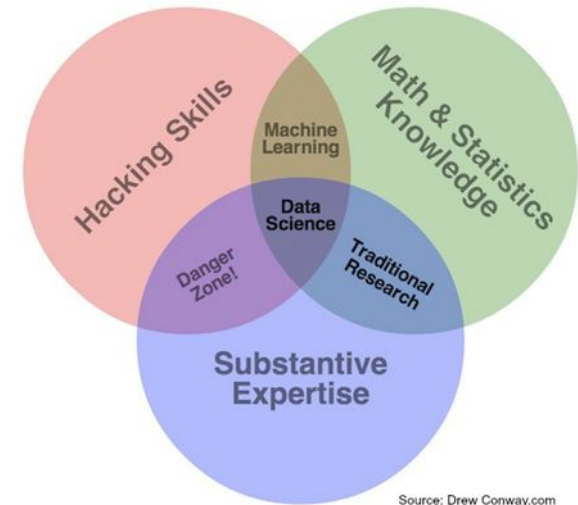 Hacking Skills
Math & Statistics
Knowledge
Machine
Learning
Data
Science
Danger
Zone!
Traditional
Research
Substantive
Expertise
Source: Drew Conway.com